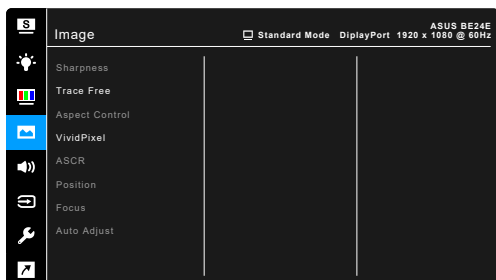 S
ASUS BE24E
Image
Standard Mode DiplayPort 1920 x 1080 @ 60Hz
Sharpness
Trace Free
Aspect Control
VividPixel
ASCR
Position
Focus
Auto Adjust